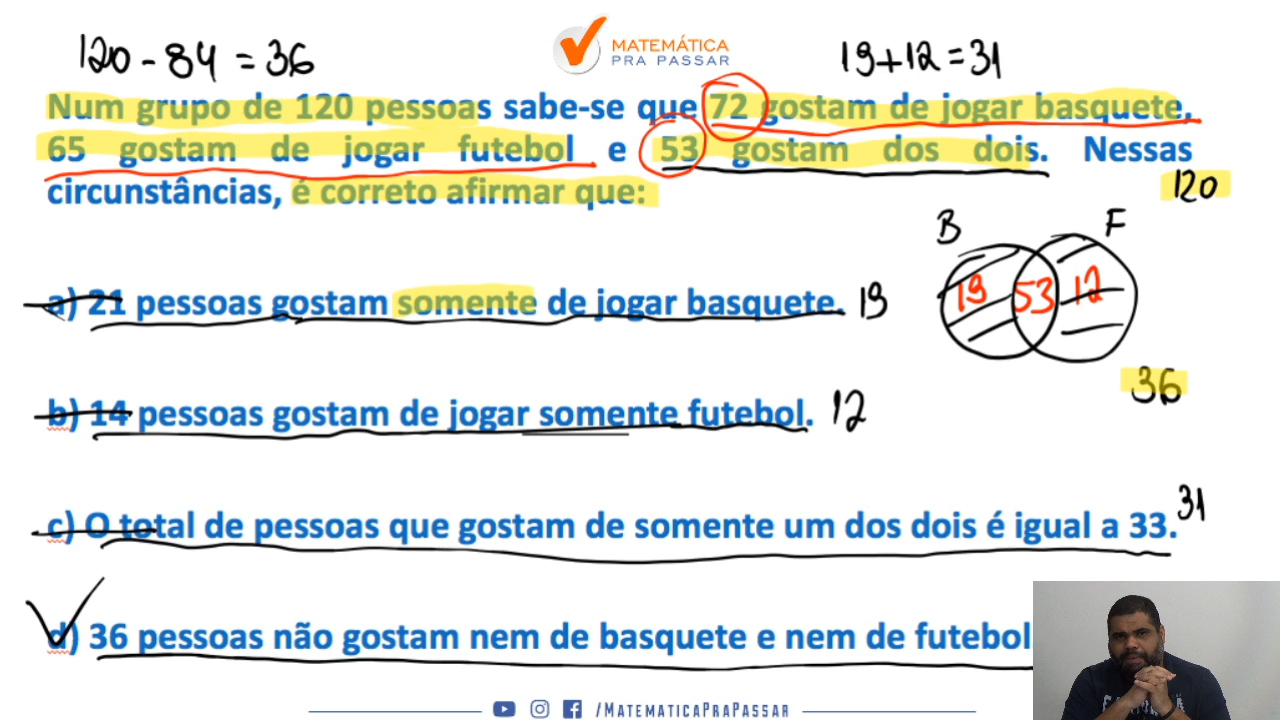 120 - 84 = 36
MATEMÁTICA
PRA PASSAR
19+12=31
Num grupo de 120 pessoas sabe-se que 72 gostam de jogar basquete,
65 gostam de jogar futebol e 53 gostam dos dois. Nessas
circunstâncias, é correto afirmar que:
120
B F
19 53 12
a) 21 pessoas gostam somente de jogar basquete. 19
36
b) 14 pessoas gostam de jogar somente futebol. 12
c) O total de pessoas que gostam de somente um dos dois é igual a 33. 31
d) 36 pessoas não gostam nem de basquete e nem de futebol
/MATEMATICAPRAPASSAR